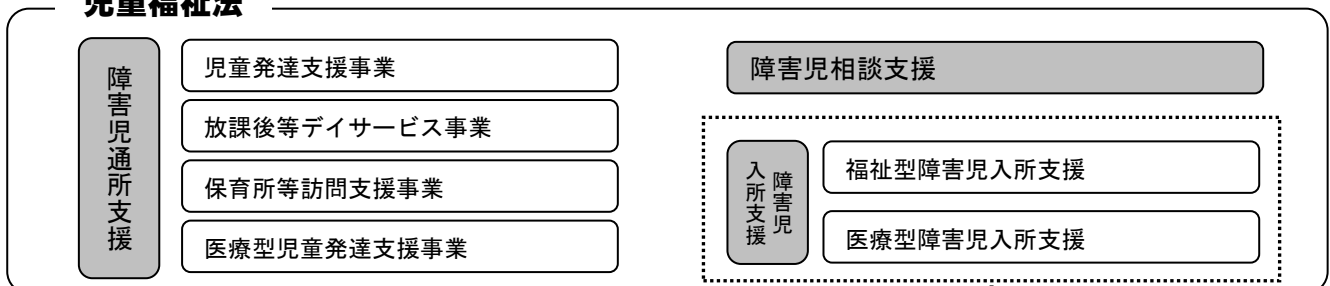 児童福祉法
障害児通所支援
児童発達支援事業
放課後等デイサービス事業
保育所等訪問支援事業
医療型児童発達支援事業
障害児相談支援
障害児
入所支援
福祉型障害児入所支援
医療型障害児入所支援